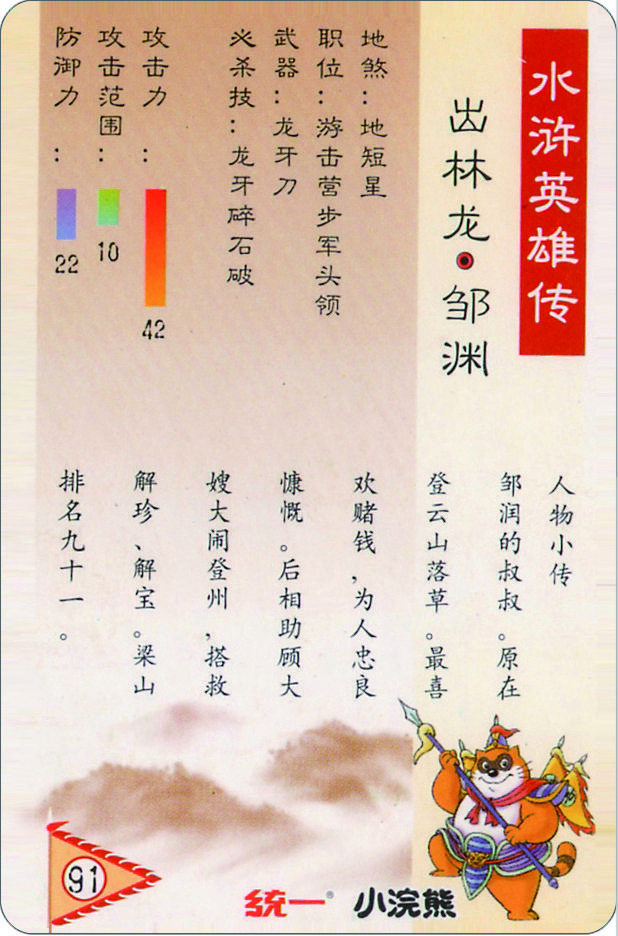 水浒英雄传
出林龙·邹渊
地煞：地短星
职位：游击营步军头领
武器：龙牙刀
必杀技：龙牙碎石破
攻击力：
42
攻击范围：
10
防御力：
22
人物小传
邹润的叔叔。原在
登云山落草。最喜
欢赌钱，为人忠良
慷慨。后相助顾大
嫂大闹登州，搭救
解珍、解宝。梁山
排名九十一。
91
统一® 小浣熊